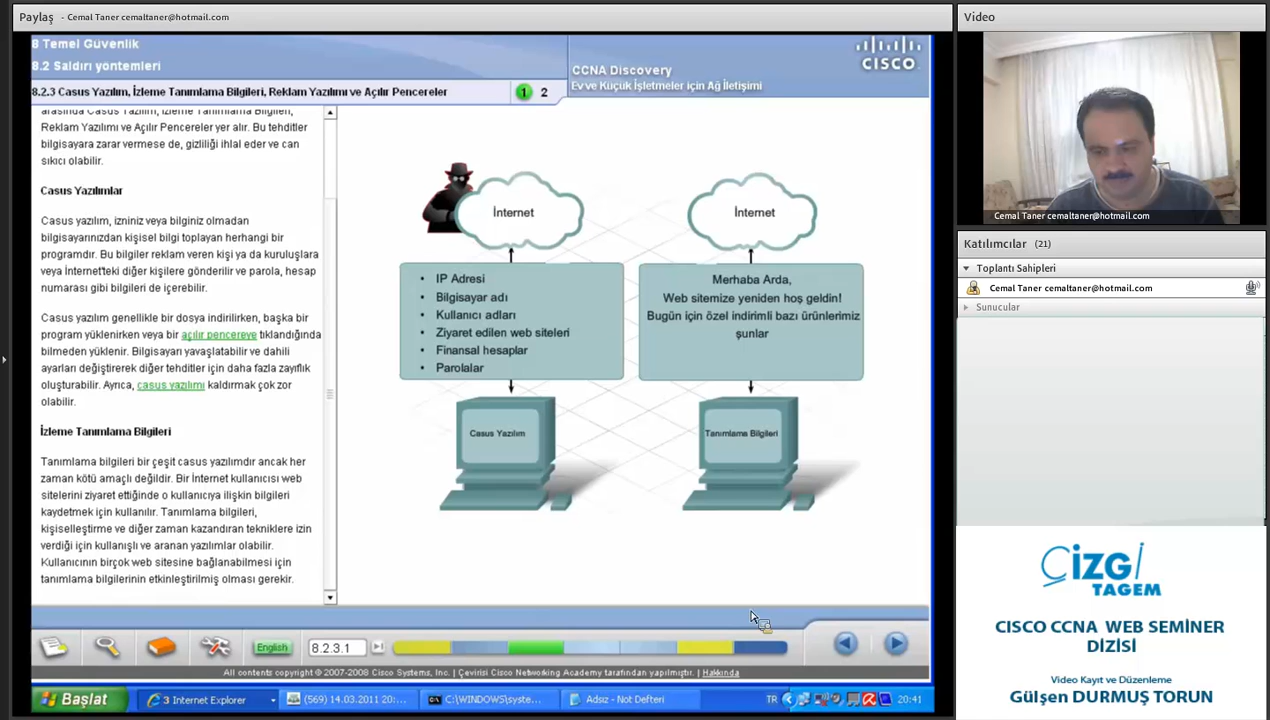 Paylaş - Cemal Taner cemaltaner@hotmail.com
8 Temel Güvenlik
8.2 Saldırı yöntemleri
8.2.3 Casus Yazılım, İzleme Tanımlama Bilgileri, Reklam Yazılımı ve Açılır Pencereler
1 2
CCNA Discovery
Ev ve Küçük İşletmeler için Ağ İletişimi
CISCO
arasında Casus Yazılım, İzleme Tanımlama Bilgileri,
Reklam Yazılımı ve Açılır Pencereler yer alır. Bu tehditler
bilgisayara zarar vermese de, gizliliği ihlal eder ve can
sıkıcı olabilir.
Casus Yazılımlar
Casus yazılım, izniniz veya bilginiz olmadan
bilgisayarınızdan kişisel bilgi toplayan herhangi bir
programdır. Bu bilgiler reklam veren kişi ya da kuruluşlara
veya İnternet'teki diğer kişilere gönderilir ve parola, hesap
numarası gibi bilgileri de içerebilir.
Casus yazılım genellikle bir dosya indirilirken, başka bir
program yüklenirken veya bir açılır pencereye tıklandığında
bilmeden yüklenir. Bilgisayarı yavaşlatabilir ve dahili
ayarları değiştirerek diğer tehditler için daha fazla zayıflık
oluşturabilir. Ayrıca, casus yazılımı kaldırmak çok zor
olabilir.
İzleme Tanımlama Bilgileri
Tanımlama bilgileri bir çeşit casus yazılımdır ancak her
zaman kötü amaçlı değildir. Bir İnternet kullanıcısı web
sitelerini ziyaret ettiğinde o kullanıcıya ilişkin bilgileri
kaydetmek için kullanılır. Tanımlama bilgileri,
kişiselleştirme ve diğer zaman kazandıran tekniklere izin
verdiği için kullanışlı ve aranan yazılımlar olabilir.
Kullanıcının birçok web sitesine bağlanabilmesi için
tanımlama bilgilerinin etkinleştirilmiş olması gerekir.
İnternet
• IP Adresi
• Bilgisayar adı
• Kullanıcı adları
• Ziyaret edilen web siteleri
• Finansal hesaplar
• Parolalar
Casus Yazılım
İnternet
Merhaba Arda,
Web sitemize yeniden hoş geldin!
Bugün için özel indirimli bazı ürünlerimiz
şunlar
Tanımlama Bilgileri
English
8.2.3.1
All contents copyright © 2007-2008 Cisco Systems, Inc. | Çevirisi Cisco Networking Academy tarafından yapılmıştır. | Hakkında
Başlat
3 Internet Explorer
(569) 14.03.2011 20:...
C:\WINDOWS\syste...
Adsız - Not Defteri
TR
20:41
Video
Cemal Taner cemaltaner@hotmail.com
Katılımcılar (21)
Toplantı Sahipleri
Cemal Taner cemaltaner@hotmail.com
Sunucular
ÇİZGİ
TAGEM
CISCO CCNA WEB SEMİNER
DİZİSİ
Video Kayıt ve Düzenleme
Gülşen DURMUŞ TORUN